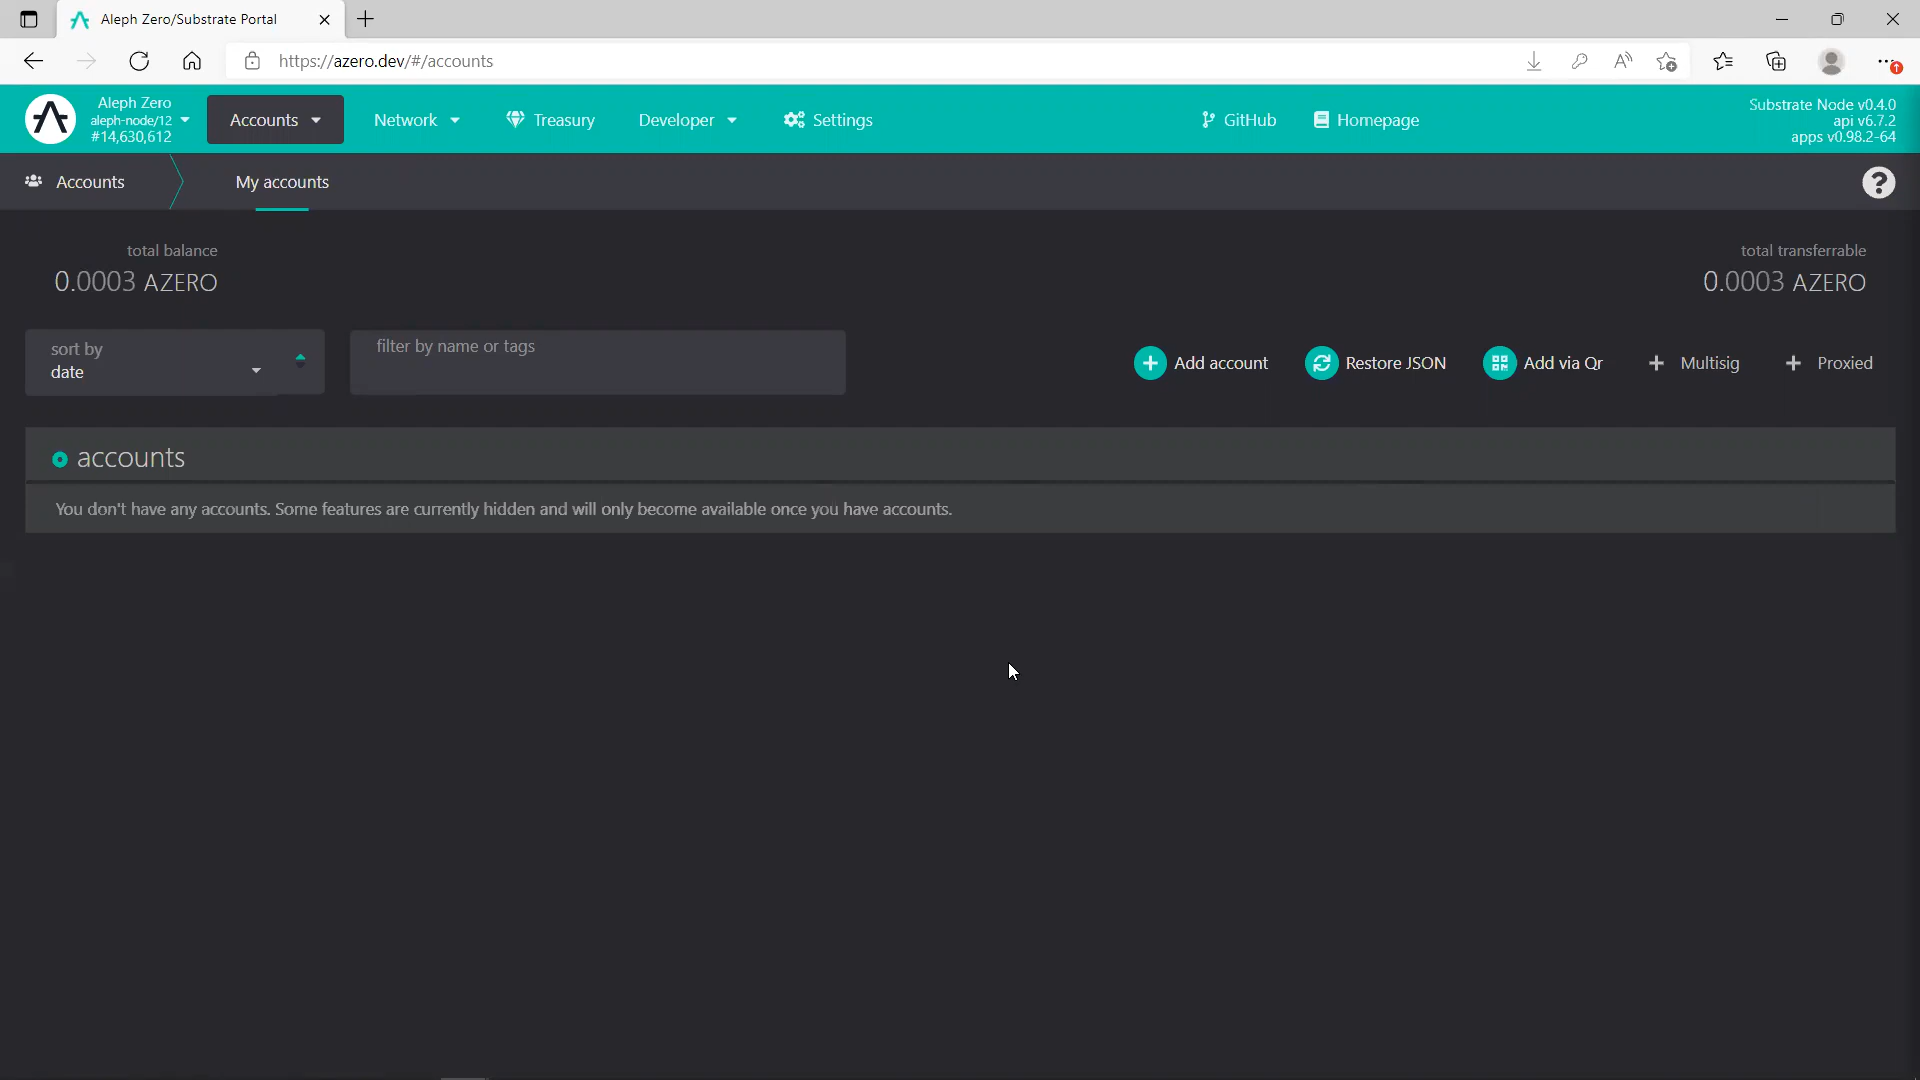 Aleph Zero/Substrate Portal
https://azero.dev/#/accounts
Aleph Zero
aleph-node/12
#14,630,612
Accounts
Network
Treasury
Developer
Settings
GitHub
Homepage
Substrate Node v0.4.0
api v6.7.2
apps v0.98.2-64
Accounts
My accounts
total balance
0.0003 AZERO
total transferrable
0.0003 AZERO
sort by
date
filter by name or tags
Add account
Restore JSON
Add via Qr
Multisig
Proxied
accounts
You don't have any accounts. Some features are currently hidden and will only become available once you have accounts.